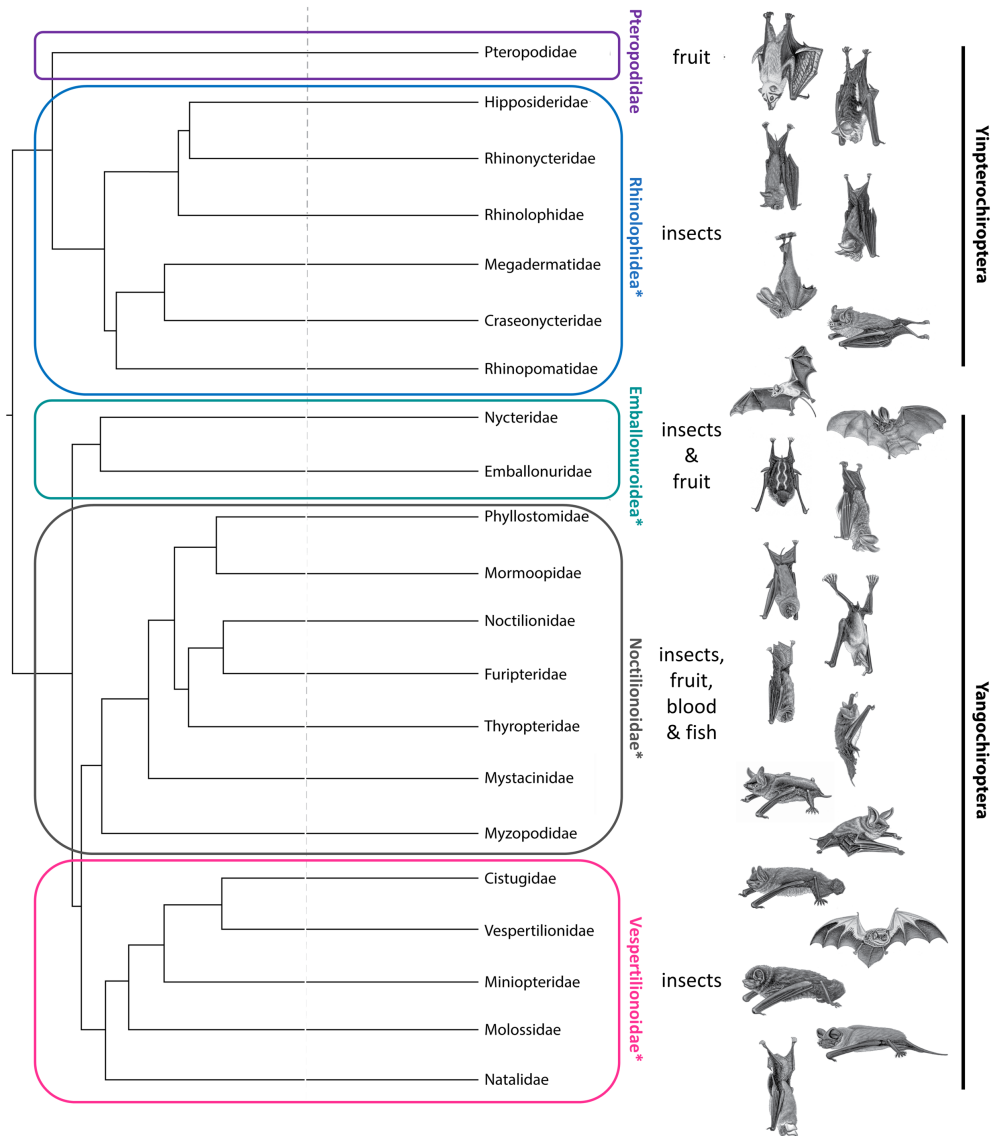 Pteropodidae
Hipposideridae
Rhinonycteridae
Rhinolophidae
Megadermatidae
Craseonycteridae
Rhinopomatidae
Nycteridae
Emballonuridae
Phyllostomidae
Mormoopidae
Noctilionidae
Furipteridae
Thyropteridae
Mystacinidae
Myzopodidae
Cistugidae
Vespertilionidae
Miniopteridae
Molossidae
Natalidae
Pteropodidae
Rhinolophidea*
Emballonuroidea*
Noctilionoidae*
Vespertilionoidae*
fruit
insects
insects
&
fruit
insects,
fruit,
blood
& fish
insects
Yinpterochiroptera
Yangochiroptera